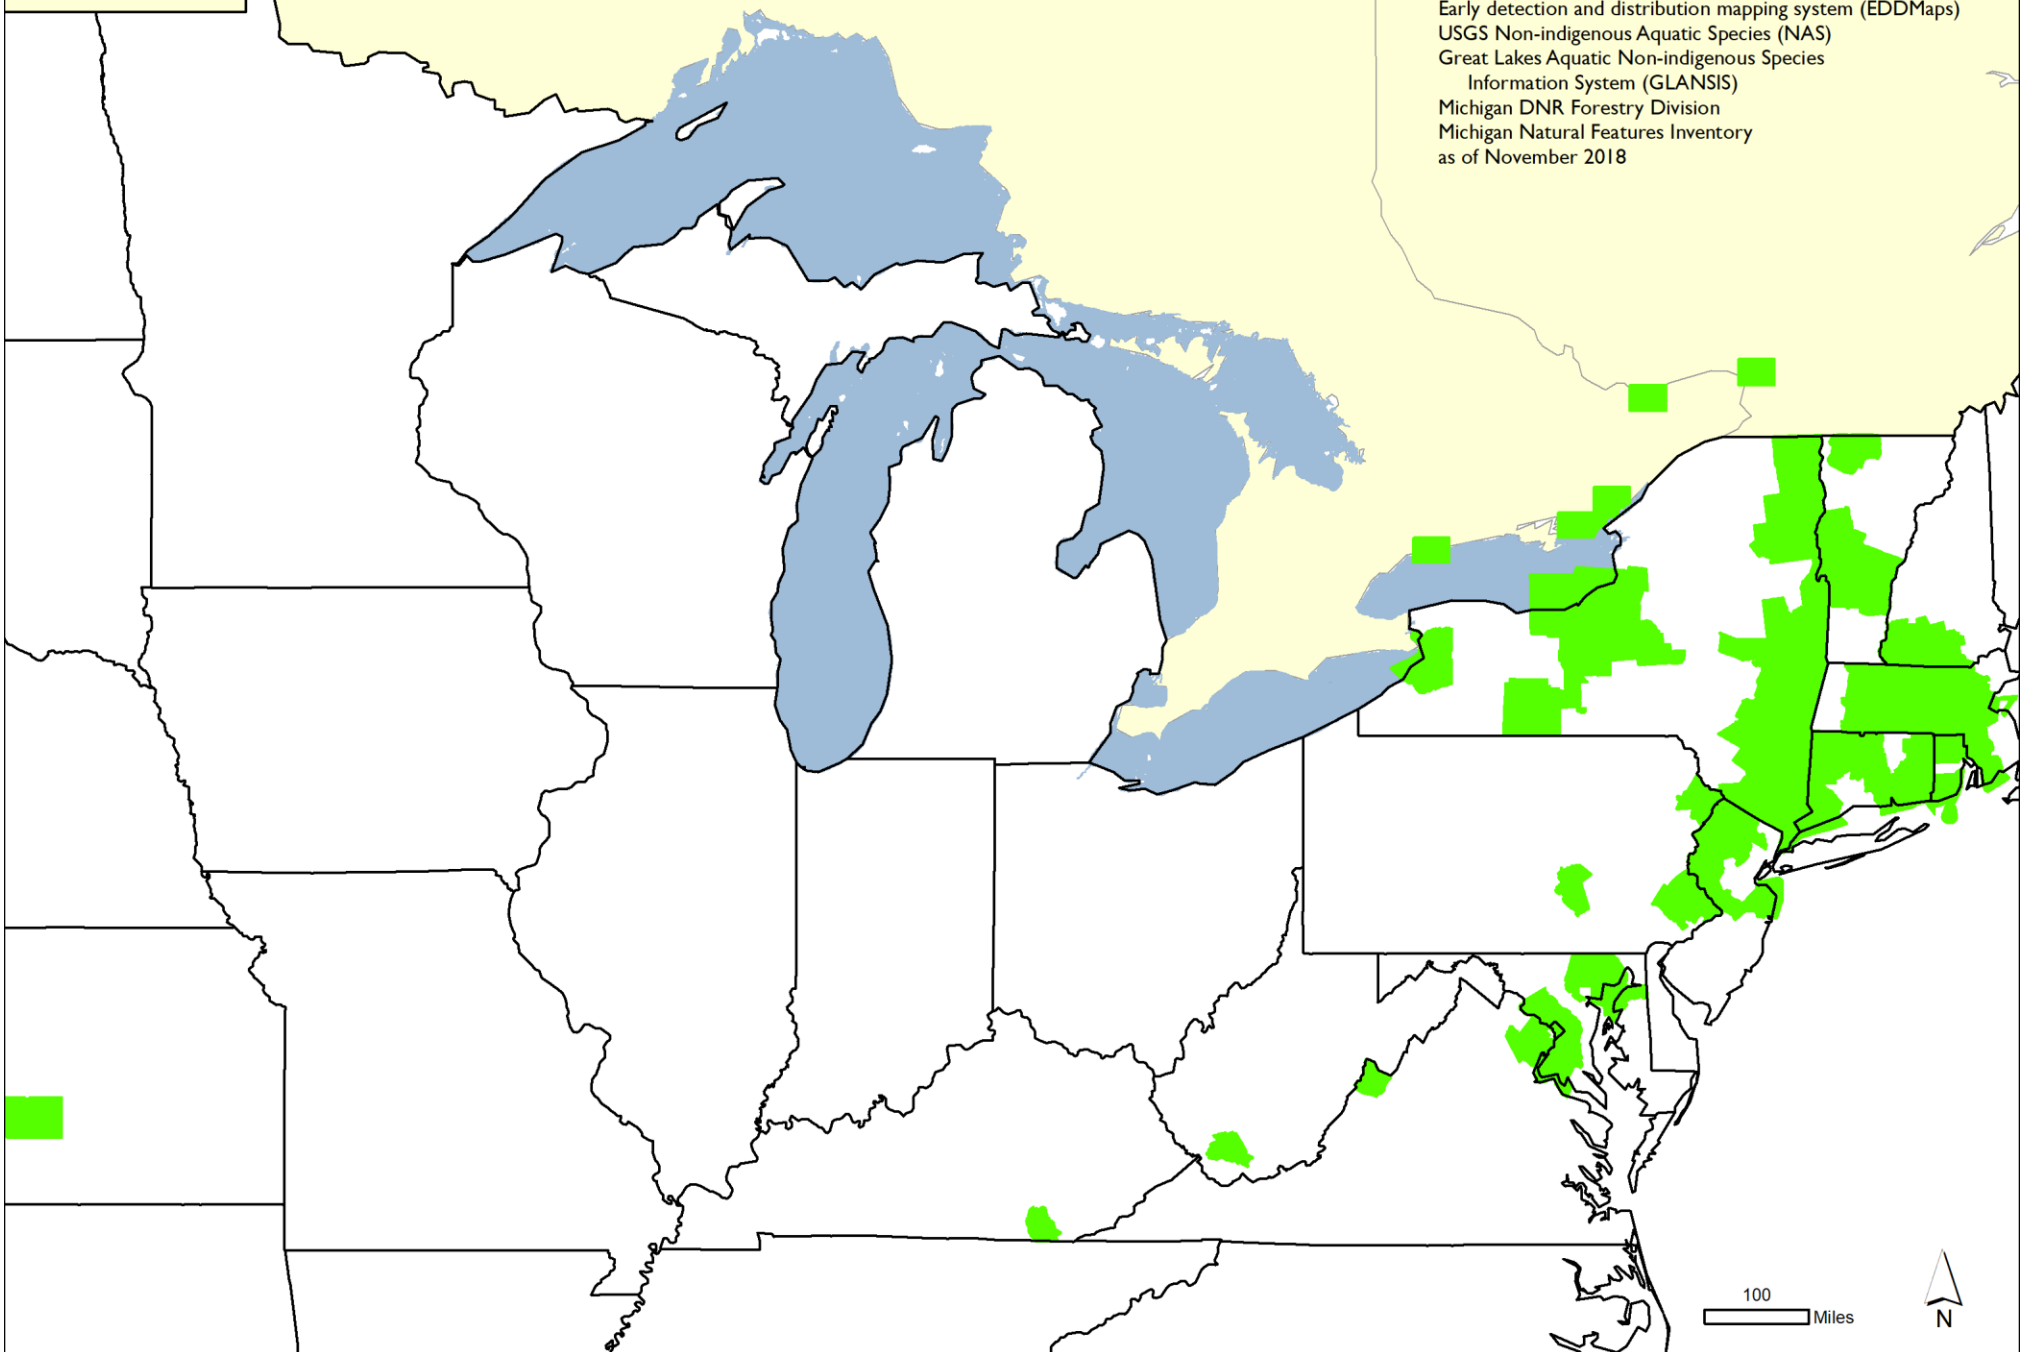 Early detection and distribution mapping system (EDDMaps)
USGS Non-indigenous Aquatic Species (NAS)
Great Lakes Aquatic Non-indigenous Species
Information System (GLANSIS)
Michigan DNR Forestry Division
Michigan Natural Features Inventory
as of November 2018
100
Miles
N